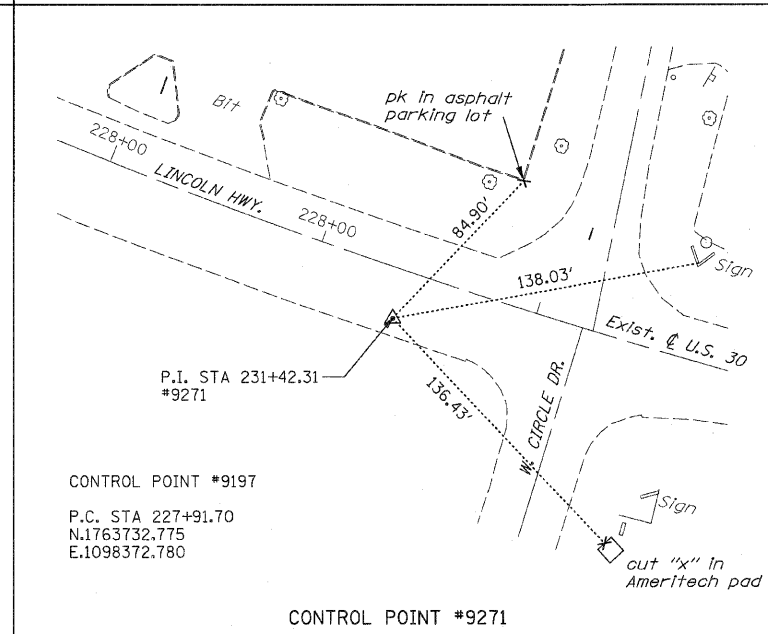 Bit
pk in asphalt
parking lot
228+00
LINCOLN HWY.
228+00
84.90'
138.03'
Sign
Exist. ℄ U.S. 30
P.I. STA 231+42.31
#9271
136.43'
W. CIRCLE DR.
CONTROL POINT #9197
P.C. STA 227+91.70
N.1763732.775
E.1098372.780
Sign
cut "x" in
Ameritech pad
CONTROL POINT #9271